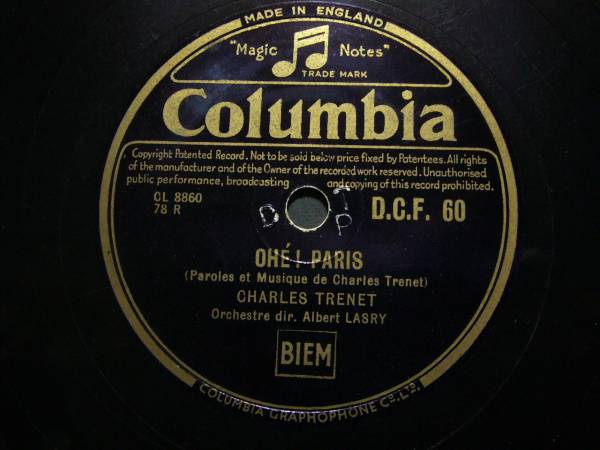 MADE IN ENGLAND
"Magic Notes"
TRADE MARK
Columbia
Copyright Patented Record. Not to be sold below price fixed by Patentees. All rights
of the manufacturer and of the Owner of the recorded work reserved. Unauthorised
public performance, broadcasting and copying of this record prohibited.
CL 8860
78 R
D
T
P
D.C.F. 60
OHÉ! PARIS
(Paroles et Musique de Charles Trenet)
CHARLES TRENET
Orchestre dir. Albert LASRY
BIEM
COLUMBIA GRAPHOPHONE Co. LTD.